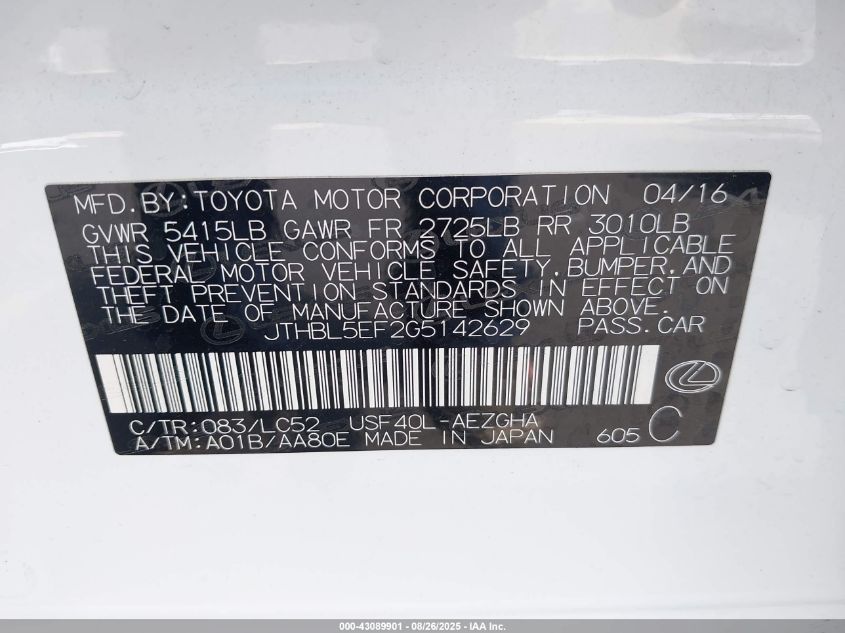 MFD. BY: TOYOTA MOTOR CORPORATION 04/16
GVWR 5415LB GAWR FR 2725LB RR 3010LB
THIS VEHICLE CONFORMS TO ALL APPLICABLE
FEDERAL MOTOR VEHICLE SAFETY, BUMPER, AND
THEFT PREVENTION STANDARDS IN EFFECT ON
THE DATE OF MANUFACTURE SHOWN ABOVE.
JTHBL5EF2G5142629 PASS. CAR
C/TR: 083/LC52 USF40L-AEZGHA
A/TM: A01B/AA80E MADE IN JAPAN 605 C
000-43089901 - 08/26/2025 - IAA Inc.